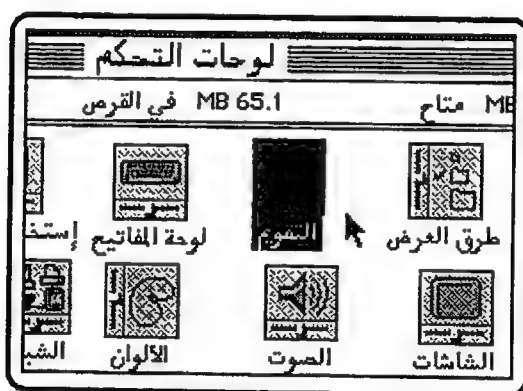 لوحات التحكم
MB متاح MB 65.1 في القرص
طرق العرض لوحة المفاتيح
الشاشات الصوت الألوان